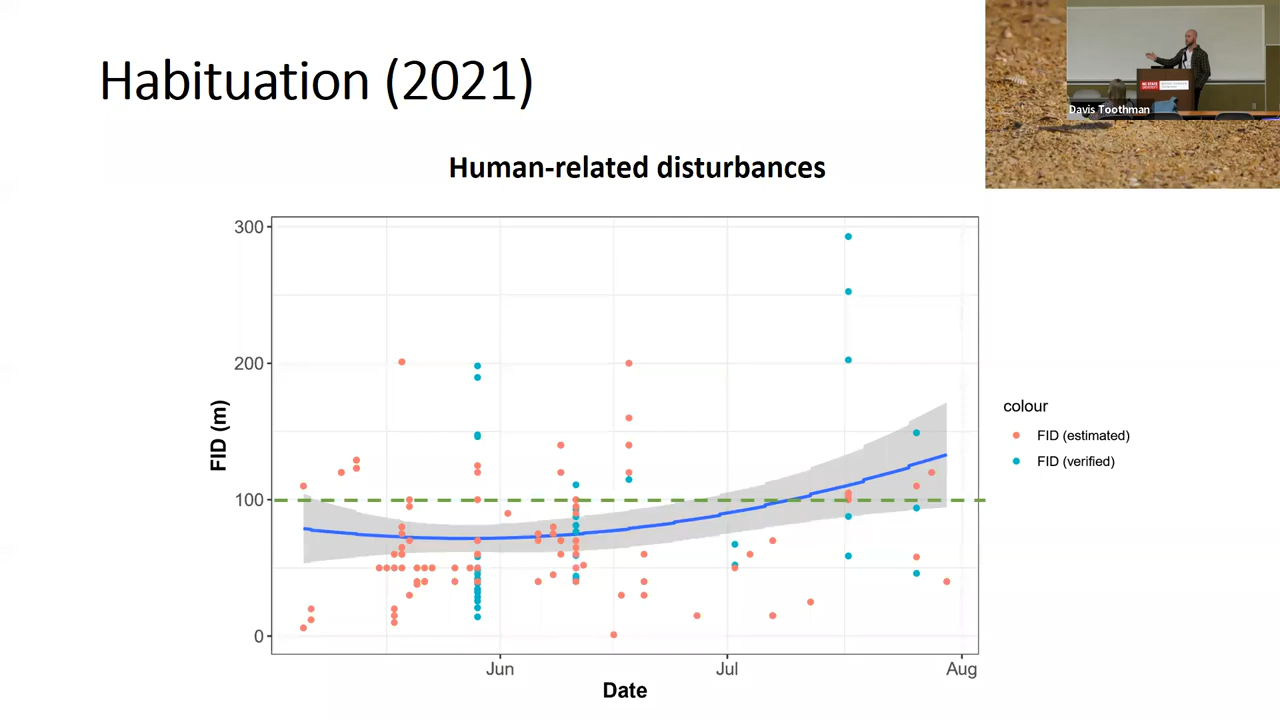 Habituation (2021)
Davis Toothman
Human-related disturbances
300
200
100
0
FID (m)
Jun
Jul
Aug
Date
colour
FID (estimated)
FID (verified)